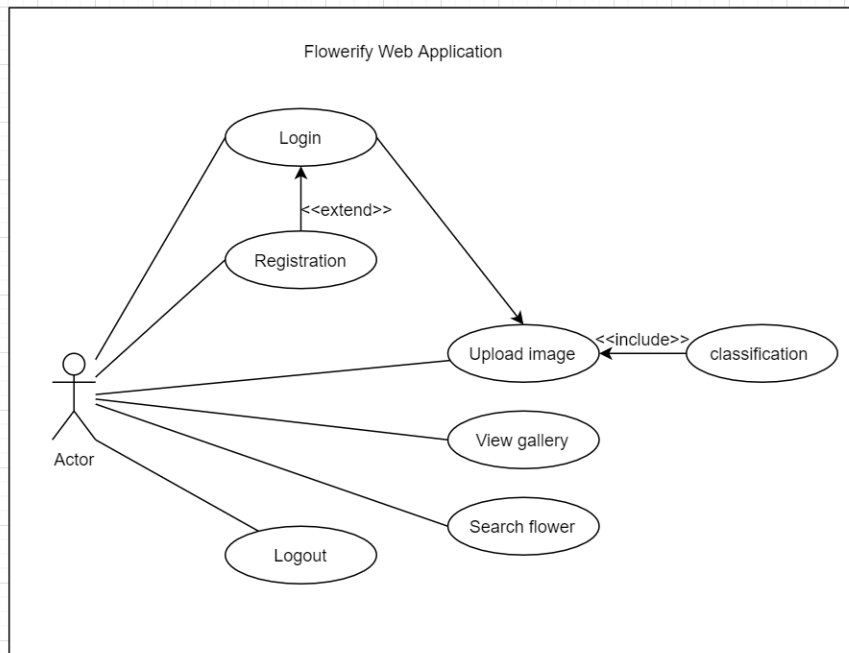 Flowerify Web Application
Login
<<extend>>
Registration
<<include>>
Upload image
classification
View gallery
Actor
Search flower
Logout